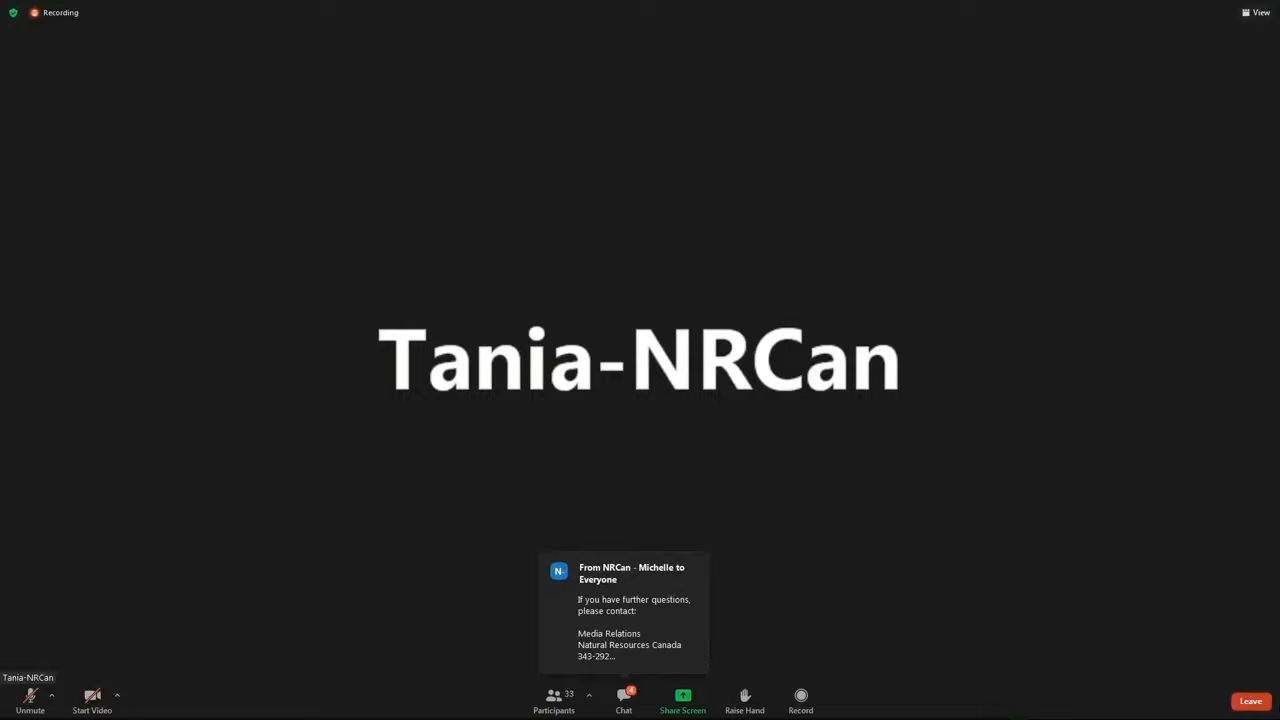 Recording
View
Tania-NRCan
N-
From NRCan - Michelle to
Everyone
If you have further questions,
please contact:
Media Relations
Natural Resources Canada
343-292...
Tania-NRCan
Unmute
Start Video
33
Participants
4
Chat
Share Screen
Raise Hand
Record
Leave